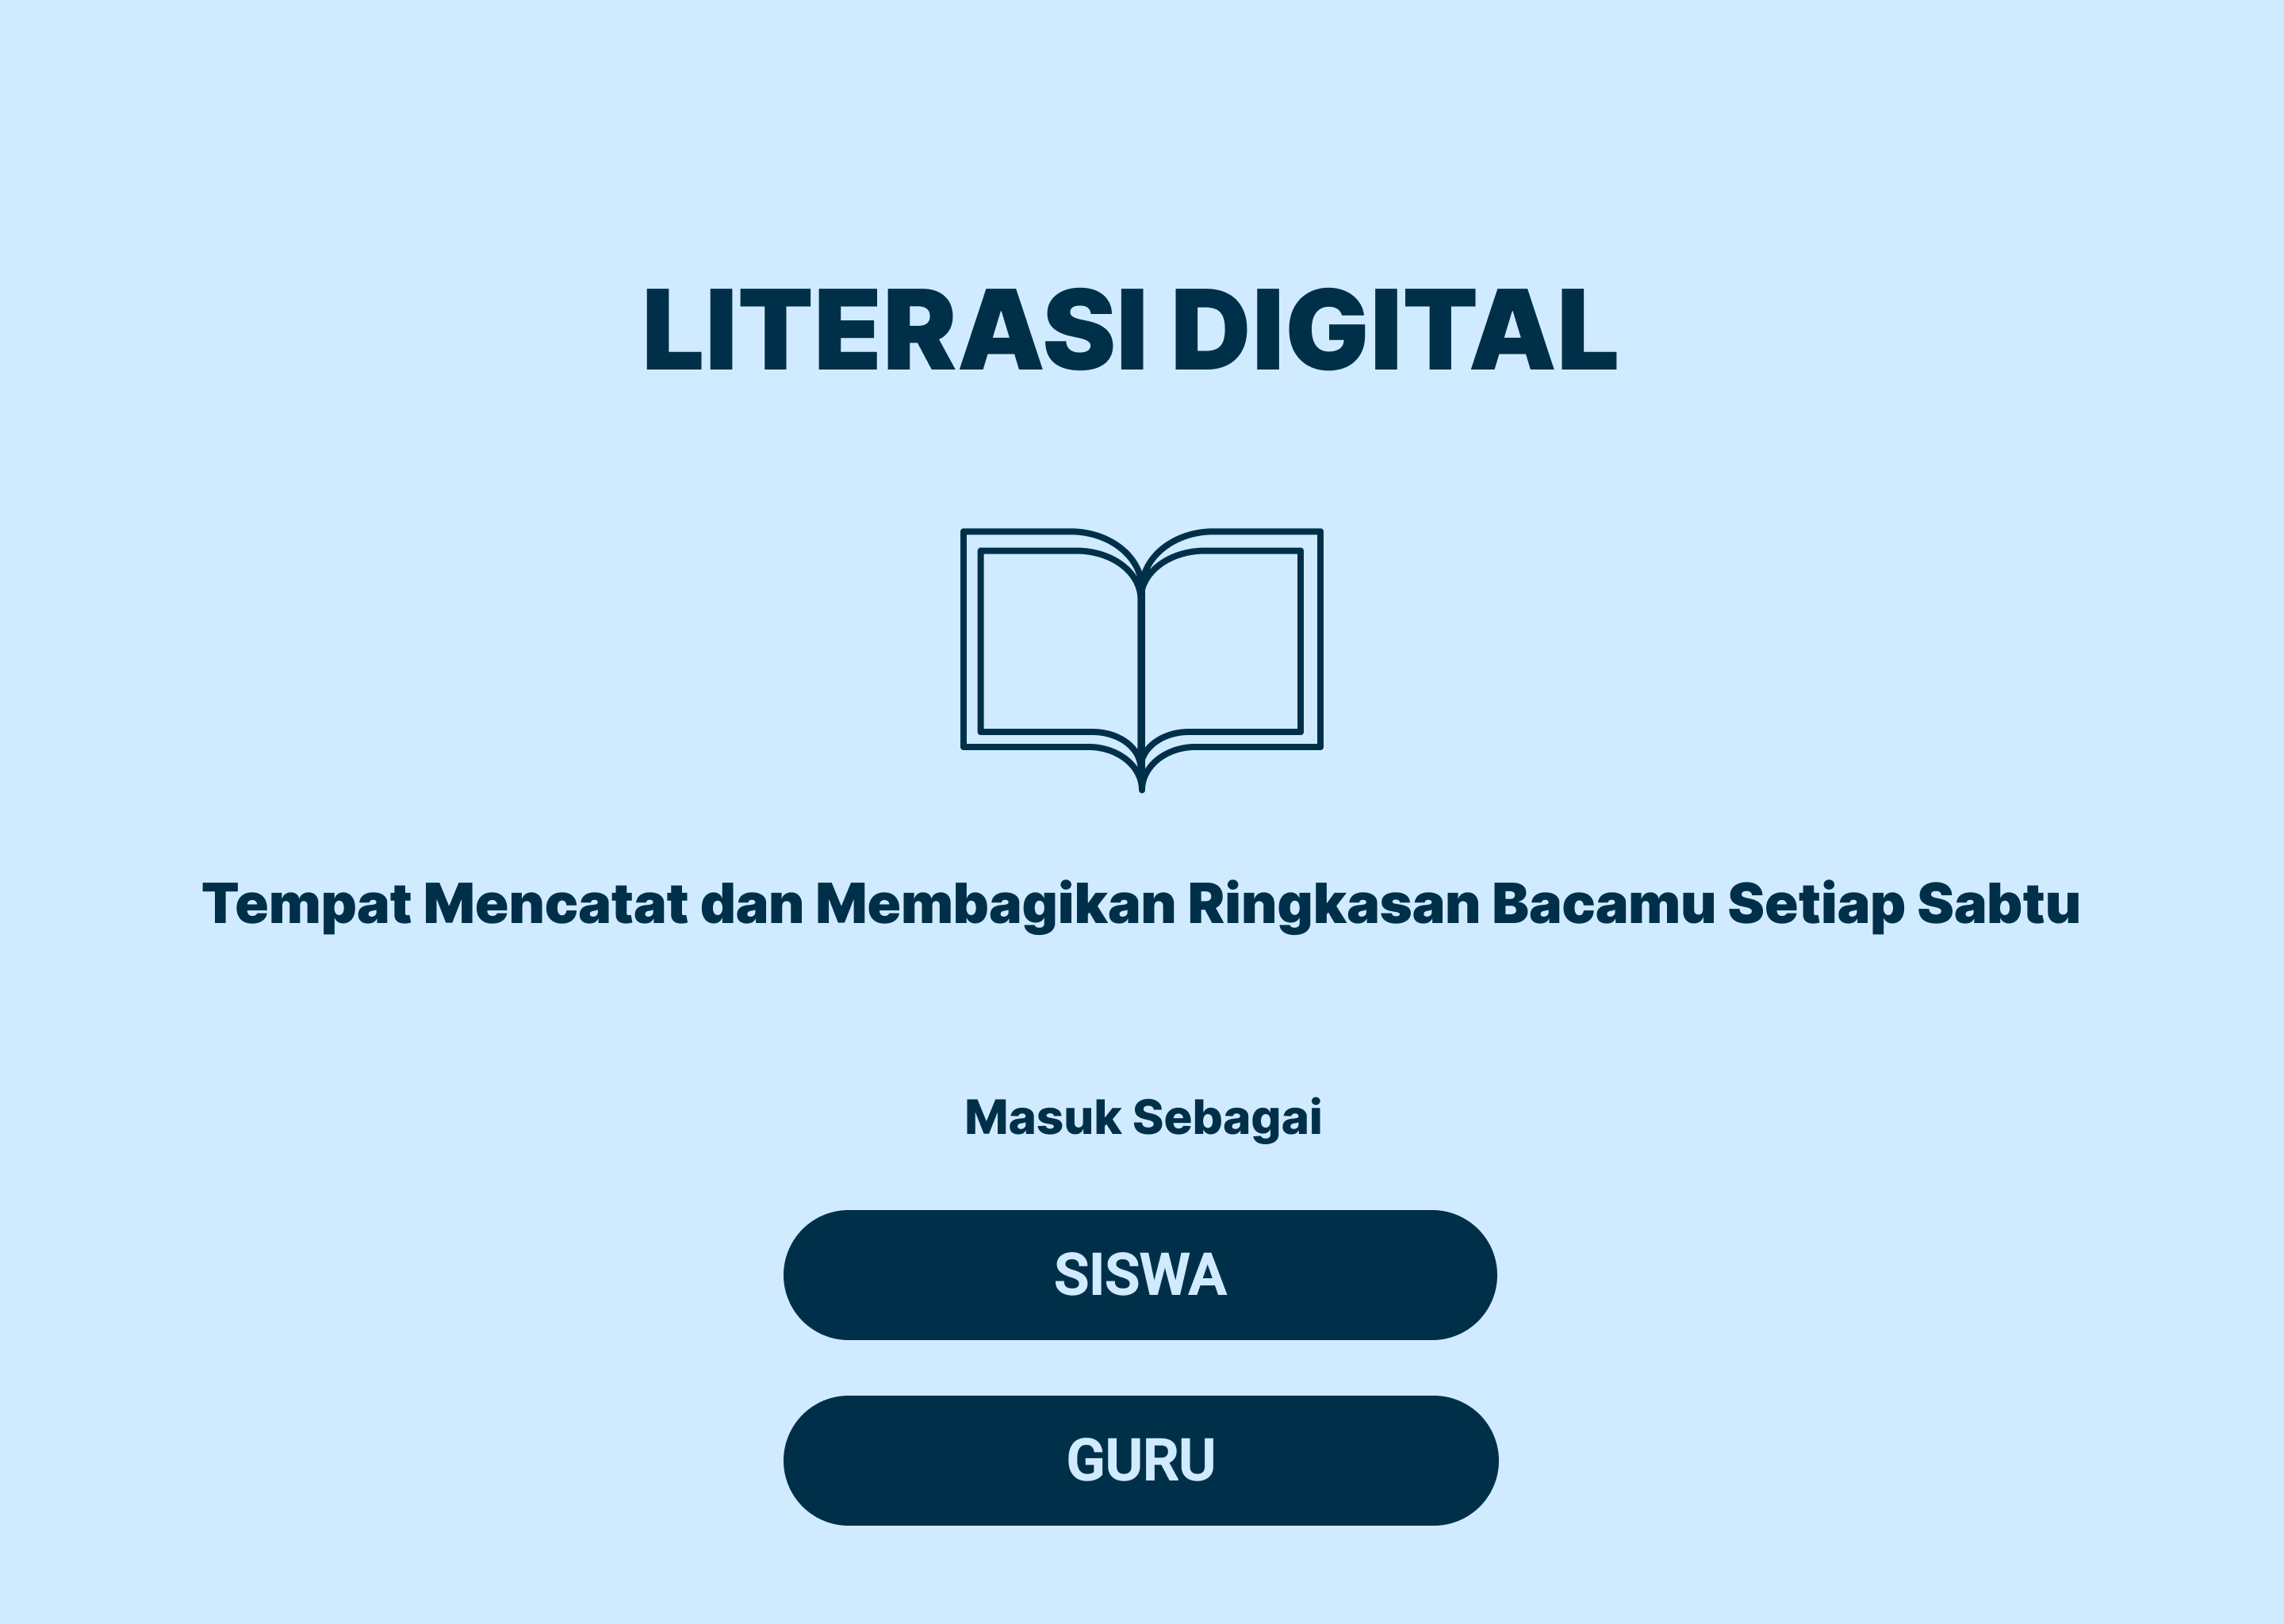 LITERASI DIGITAL
Tempat Mencatat dan Membagikan Ringkasan Bacamu Setiap Sabtu
Masuk Sebagai
SISWA
GURU